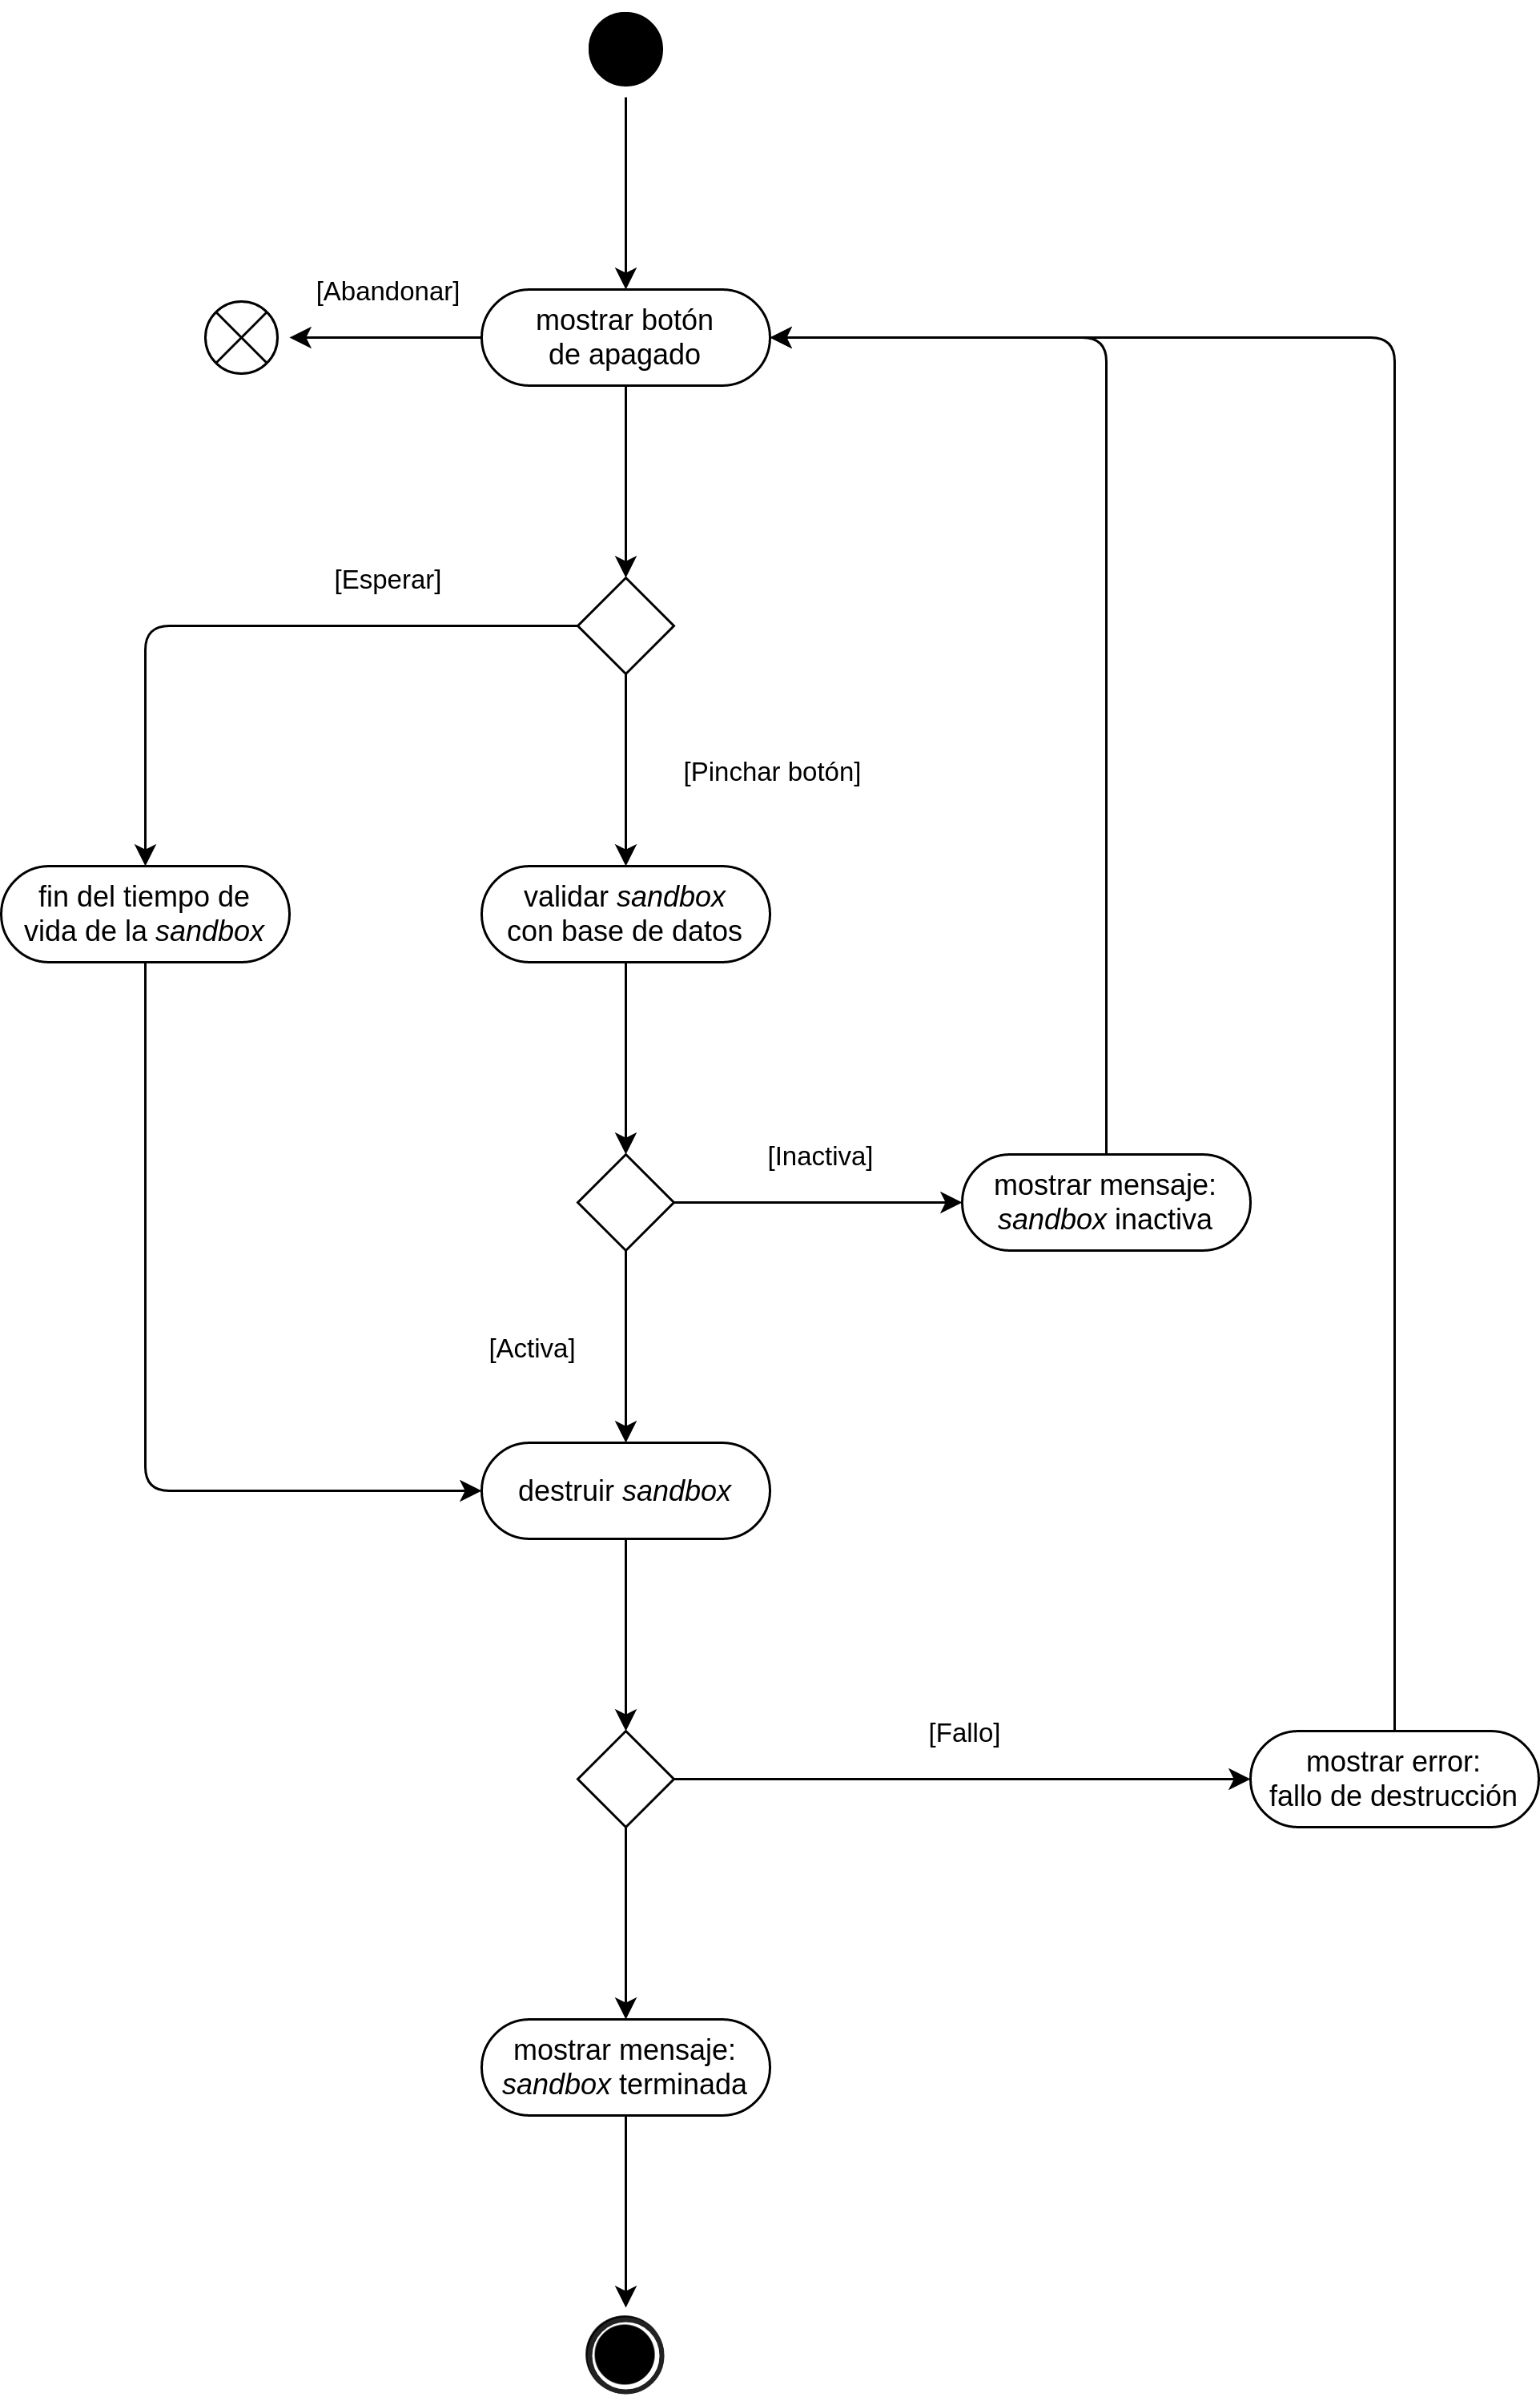 [Abandonar]
mostrar botón
de apagado
[Esperar]
[Pinchar botón]
fin del tiempo de
vida de la sandbox
validar sandbox
con base de datos
[Inactiva]
mostrar mensaje:
sandbox inactiva
[Activa]
destruir sandbox
[Fallo]
mostrar error:
fallo de destrucción
mostrar mensaje:
sandbox terminada